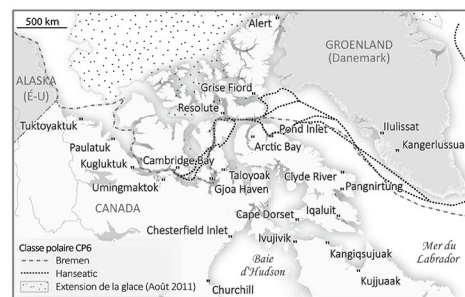 500 km
Alert
GROENLAND
(Danemark)
ALASKA
(É-U)
Grise Fiord
Resolute
Tuktoyaktuk
Pond Inlet
Ilulissat
Arctic Bay
Kangerlussua
Paulatuk
Kugluktuk
Cambridge Bay
Taloyoak
Clyde River
Umingmaktok
Gjoa Haven
Pangnirtung
CANADA
Cape Dorset
Iqaluit
Chesterfield Inlet
Ivujivik
Mer du
Labrador
Classe polaire CP6
Bremen
Hanseatic
Extension de la glace (Août 2011)
Baie
d'Hudson
Kangiqsujuak
Kujjuaak
Churchill